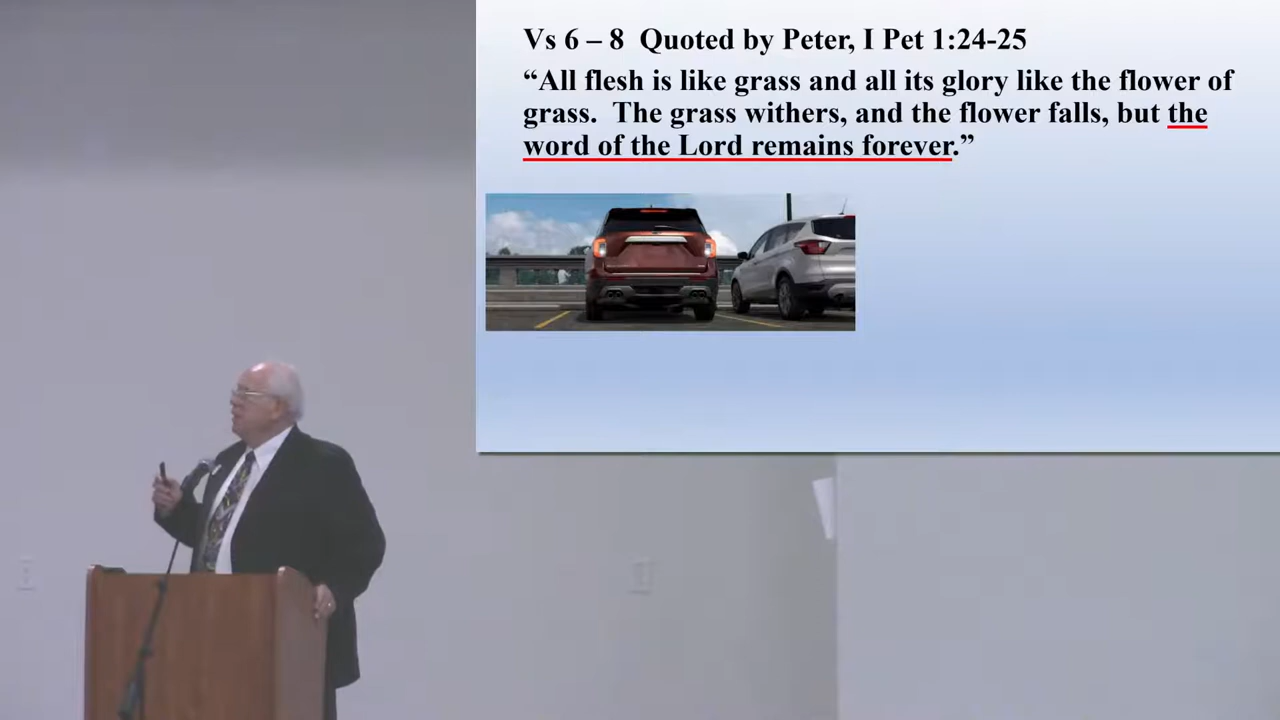 Vs 6 – 8  Quoted by Peter, I Pet 1:24-25
“All flesh is like grass and all its glory like the flower of
grass.  The grass withers, and the flower falls, but the
word of the Lord remains forever.”